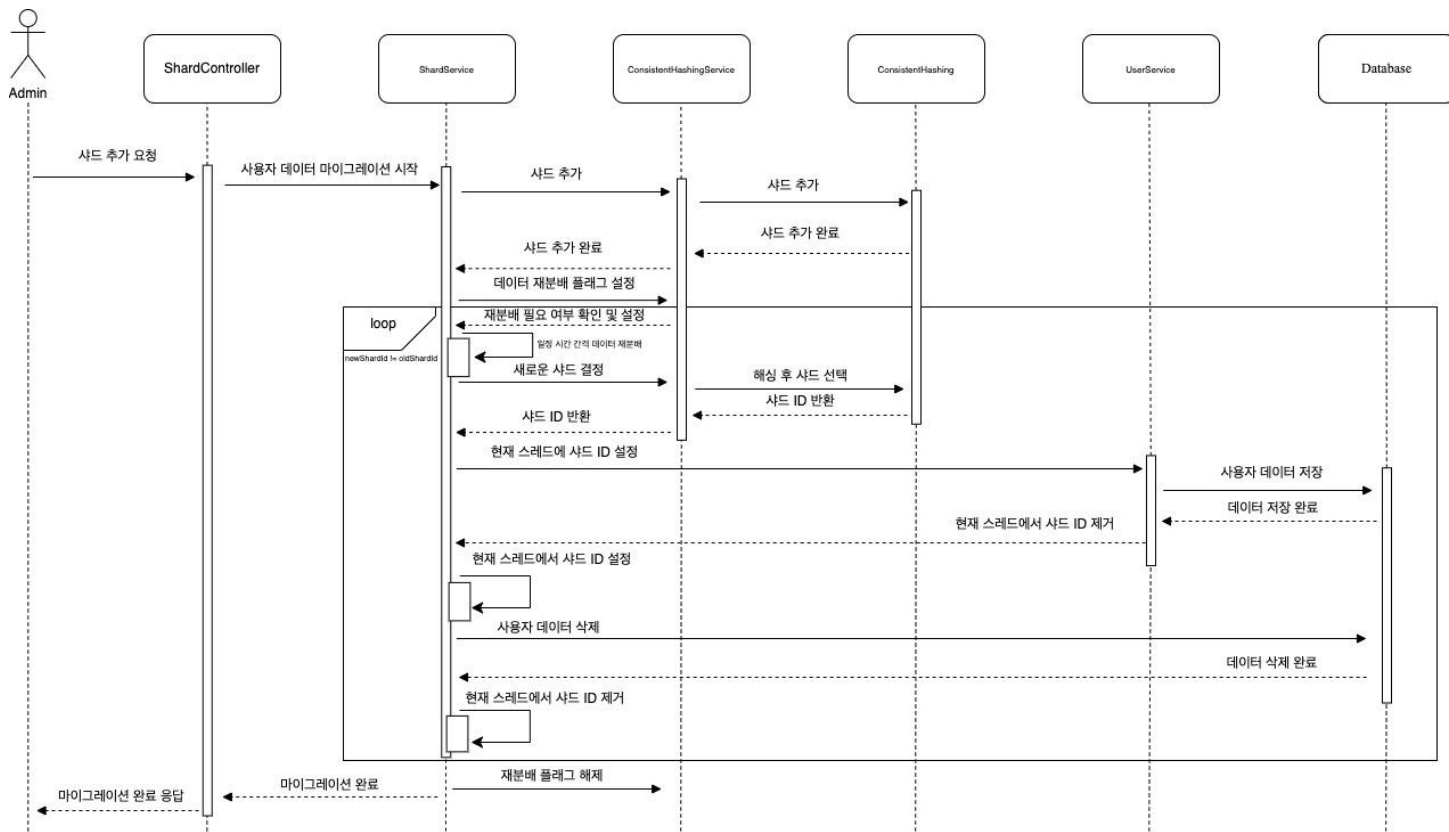 Admin
ShardController
ShardService
ConsistentHashingService
ConsistentHashing
UserService
Database
샤드 추가 요청
사용자 데이터 마이그레이션 시작
샤드 추가
샤드 추가
샤드 추가 완료
샤드 추가 완료
데이터 재분배 플래그 설정
loop
newShardId != oldShardId
재분배 필요 여부 확인 및 설정
일정 시간 간격 데이터 재분배
새로운 샤드 결정
해싱 후 샤드 선택
샤드 ID 반환
샤드 ID 반환
현재 스레드에 샤드 ID 설정
사용자 데이터 저장
데이터 저장 완료
현재 스레드에서 샤드 ID 제거
현재 스레드에서 샤드 ID 설정
사용자 데이터 삭제
데이터 삭제 완료
현재 스레드에서 샤드 ID 제거
재분배 플래그 해제
마이그레이션 완료
마이그레이션 완료 응답